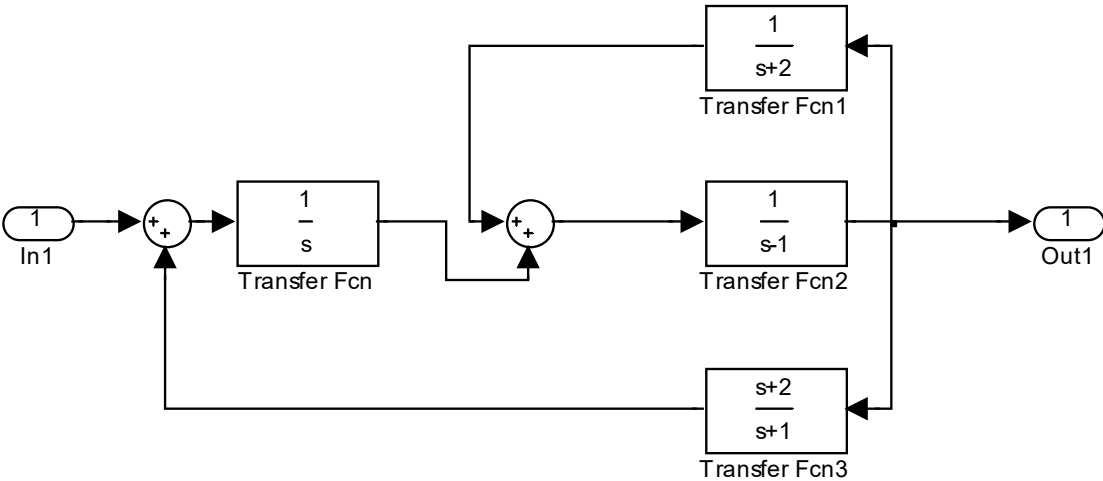 1
s+2
Transfer Fcn1
1
In1
+
+
1
s
Transfer Fcn
+
+
1
s-1
Transfer Fcn2
1
Out1
s+2
s+1
Transfer Fcn3